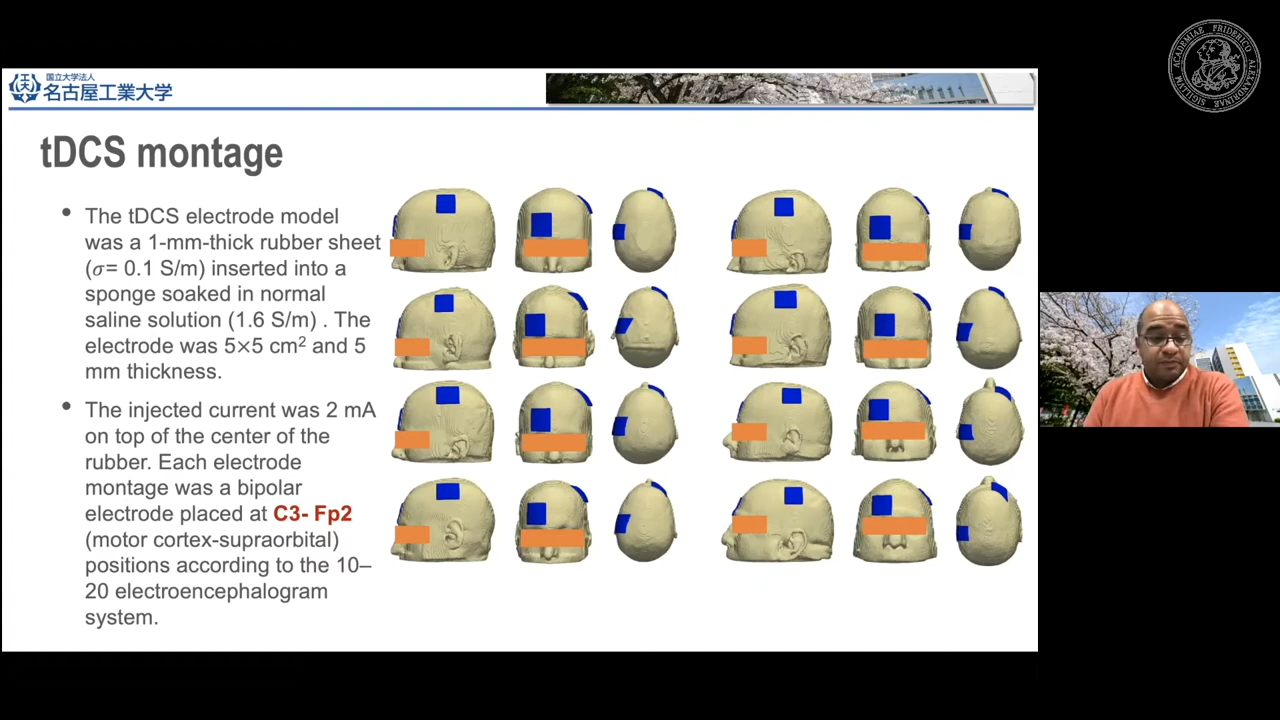 国立大学法人
名古屋工業大学
ACADEMIAE FRIDERICO ALEXANDRINAE SIGILLVM
tDCS montage
• The tDCS electrode model
was a 1-mm-thick rubber sheet
(σ= 0.1 S/m) inserted into a
sponge soaked in normal
saline solution (1.6 S/m) . The
electrode was 5×5 cm² and 5
mm thickness.
• The injected current was 2 mA
on top of the center of the
rubber. Each electrode
montage was a bipolar
electrode placed at C3- Fp2
(motor cortex-supraorbital)
positions according to the 10–
20 electroencephalogram
system.